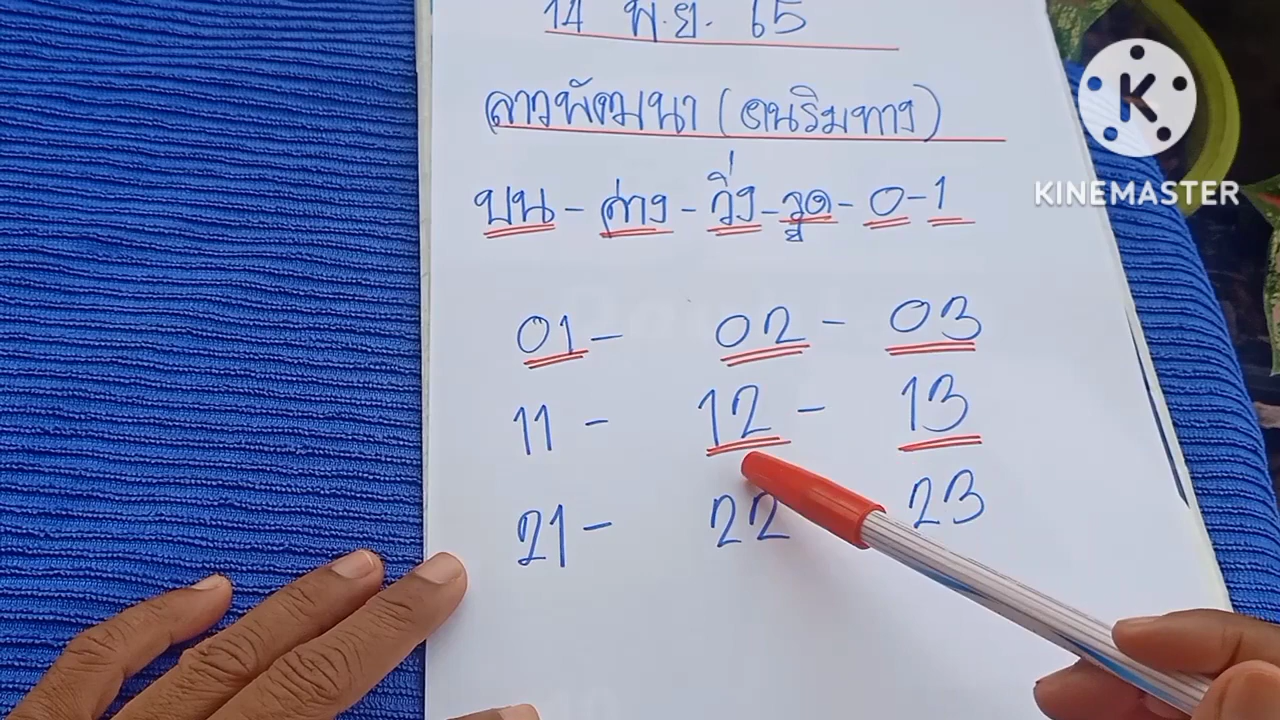 14 พ.ย. 65
ลาวพัฒนา (คนริมทาง)
บน - ล่าง - วิ่ง - รูด - 0 - 1
01 - 02 - 03
11 - 12 - 13
21 - 22 23
K
KINEMASTER